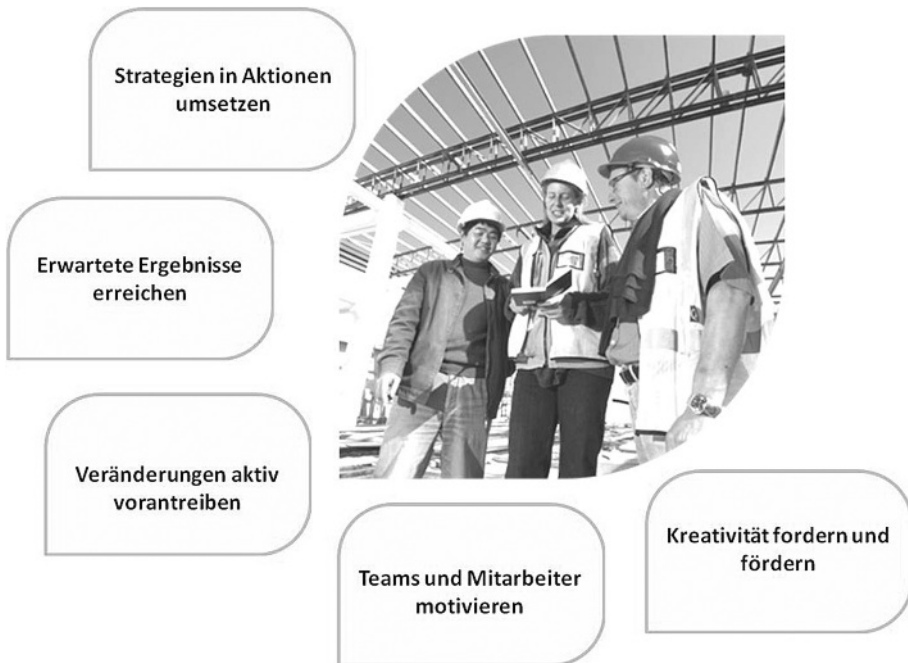 Strategien in Aktionen
umsetzen
Erwartete Ergebnisse
erreichen
Veränderungen aktiv
vorantreiben
Teams und Mitarbeiter
motivieren
Kreativität fordern und
fördern